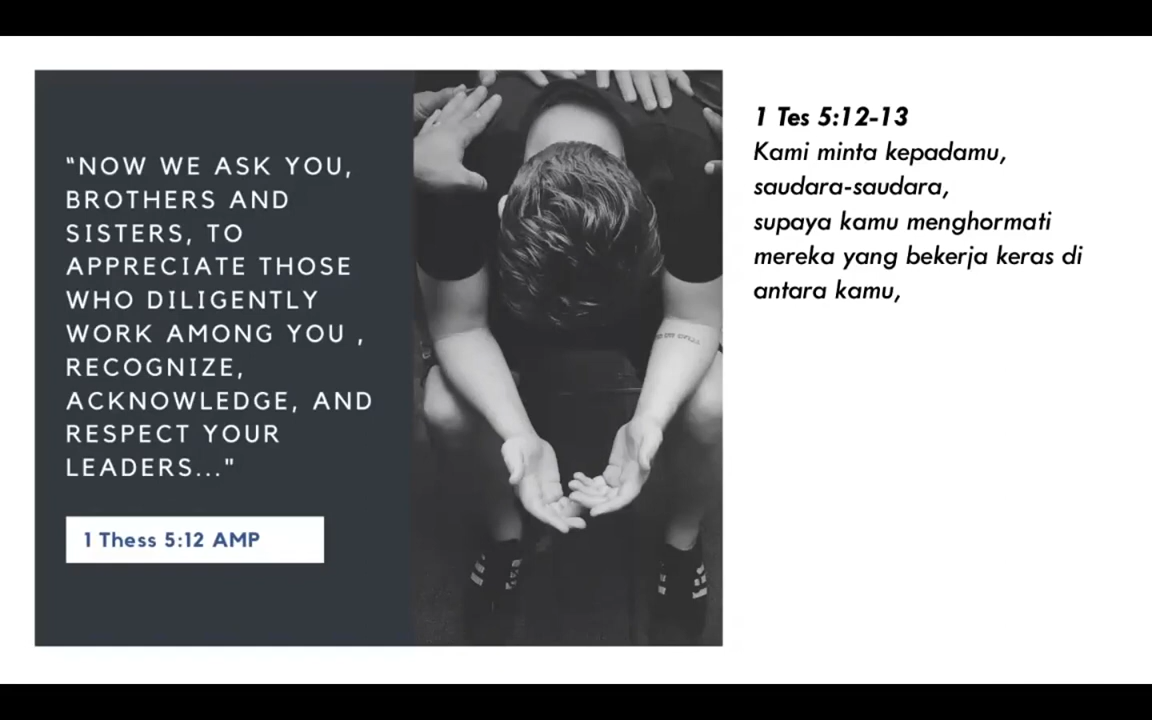 "NOW WE ASK YOU,
BROTHERS AND
SISTERS, TO
APPRECIATE THOSE
WHO DILIGENTLY
WORK AMONG YOU ,
RECOGNIZE,
ACKNOWLEDGE, AND
RESPECT YOUR
LEADERS..."
1 Thess 5:12 AMP
1 Tes 5:12-13
Kami minta kepadamu,
saudara-saudara,
supaya kamu menghormati
mereka yang bekerja keras di
antara kamu,